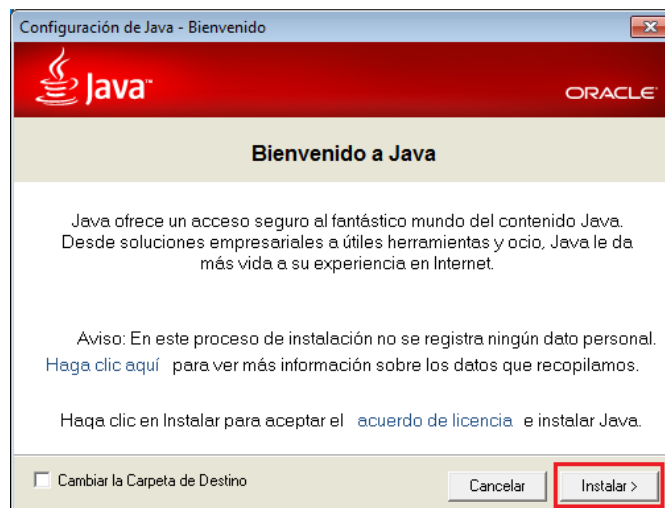 Configuración de Java - Bienvenido
Java™
ORACLE®
Bienvenido a Java
Java ofrece un acceso seguro al fantástico mundo del contenido Java.
Desde soluciones empresariales a útiles herramientas y ocio, Java le da
más vida a su experiencia en Internet.
Aviso: En este proceso de instalación no se registra ningún dato personal.
Haga clic aquí para ver más información sobre los datos que recopilamos.
Haga clic en Instalar para aceptar el acuerdo de licencia e instalar Java.
Cambiar la Carpeta de Destino
Cancelar
Instalar >